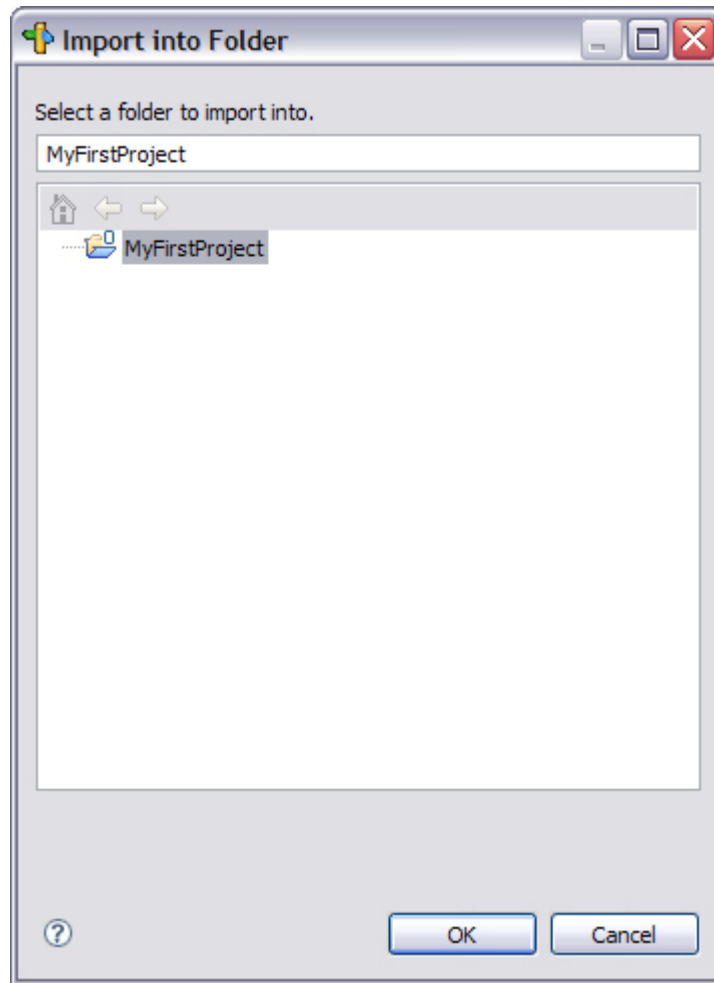 Import into Folder
Select a folder to import into.
MyFirstProject
MyFirstProject
OK
Cancel